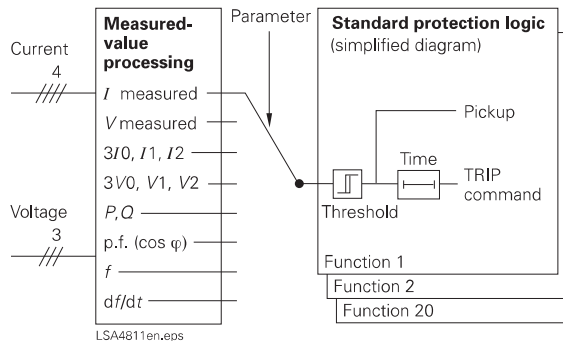 Current
4
Voltage
3
Measured-
value
processing
I measured
V measured
3I0, I1, I2
3V0, V1, V2
P,Q
p.f. (cos φ)
f
df/dt
LSA4811en.eps
Parameter
Standard protection logic
(simplified diagram)
Pickup
Time
TRIP
command
Threshold
Function 1
Function 2
Function 20